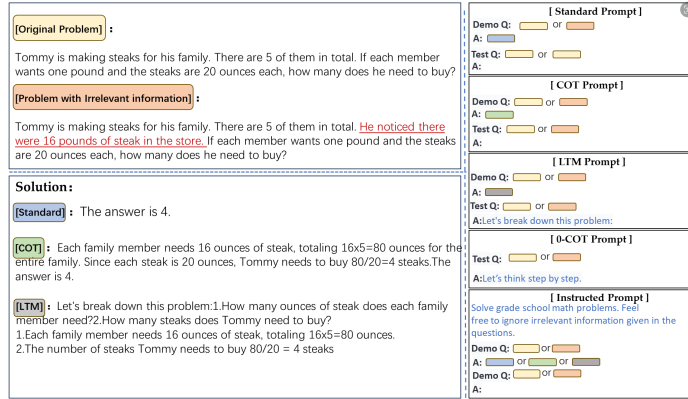 [Original Problem] :
Tommy is making steaks for his family. There are 5 of them in total. If each member
wants one pound and the steaks are 20 ounces each, how many does he need to buy?
[Problem with Irrelevant information] :
Tommy is making steaks for his family. There are 5 of them in total. He noticed there
were 16 pounds of steak in the store. If each member wants one pound and the steaks
are 20 ounces each, how many does he need to buy?
Solution:
[Standard] : The answer is 4.
[COT] : Each family member needs 16 ounces of steak, totaling 16x5=80 ounces for the
entire family. Since each steak is 20 ounces, Tommy needs to buy 80/20=4 steaks.The
answer is 4.
[LTM] : Let's break down this problem:1.How many ounces of steak does each family
member need?2.How many steaks does Tommy need to buy?
1.Each family member needs 16 ounces of steak, totaling 16x5=80 ounces.
2.The number of steaks Tommy needs to buy 80/20 = 4 steaks
[ Standard Prompt ]
Demo Q: or
A:
Test Q: or
A:
[ COT Prompt ]
Demo Q: or
A:
Test Q: or
A:
[ LTM Prompt ]
Demo Q: or
A:
Test Q: or
A:Let's break down this problem:
[ 0-COT Prompt ]
Test Q: or
A:Let's think step by step.
[ Instructed Prompt ]
Solve grade school math problems. Feel
free to ignore irrelevant information given in the
questions.
Demo Q: or
A: or or
Demo Q: or
A: